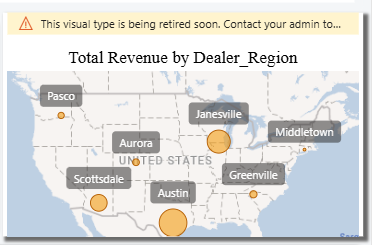 This visual type is being retired soon. Contact your admin to...
Total Revenue by Dealer_Region
Pasco
Janesville
Middletown
Aurora
UNITED STATES
Scottsdale
Greenville
Austin